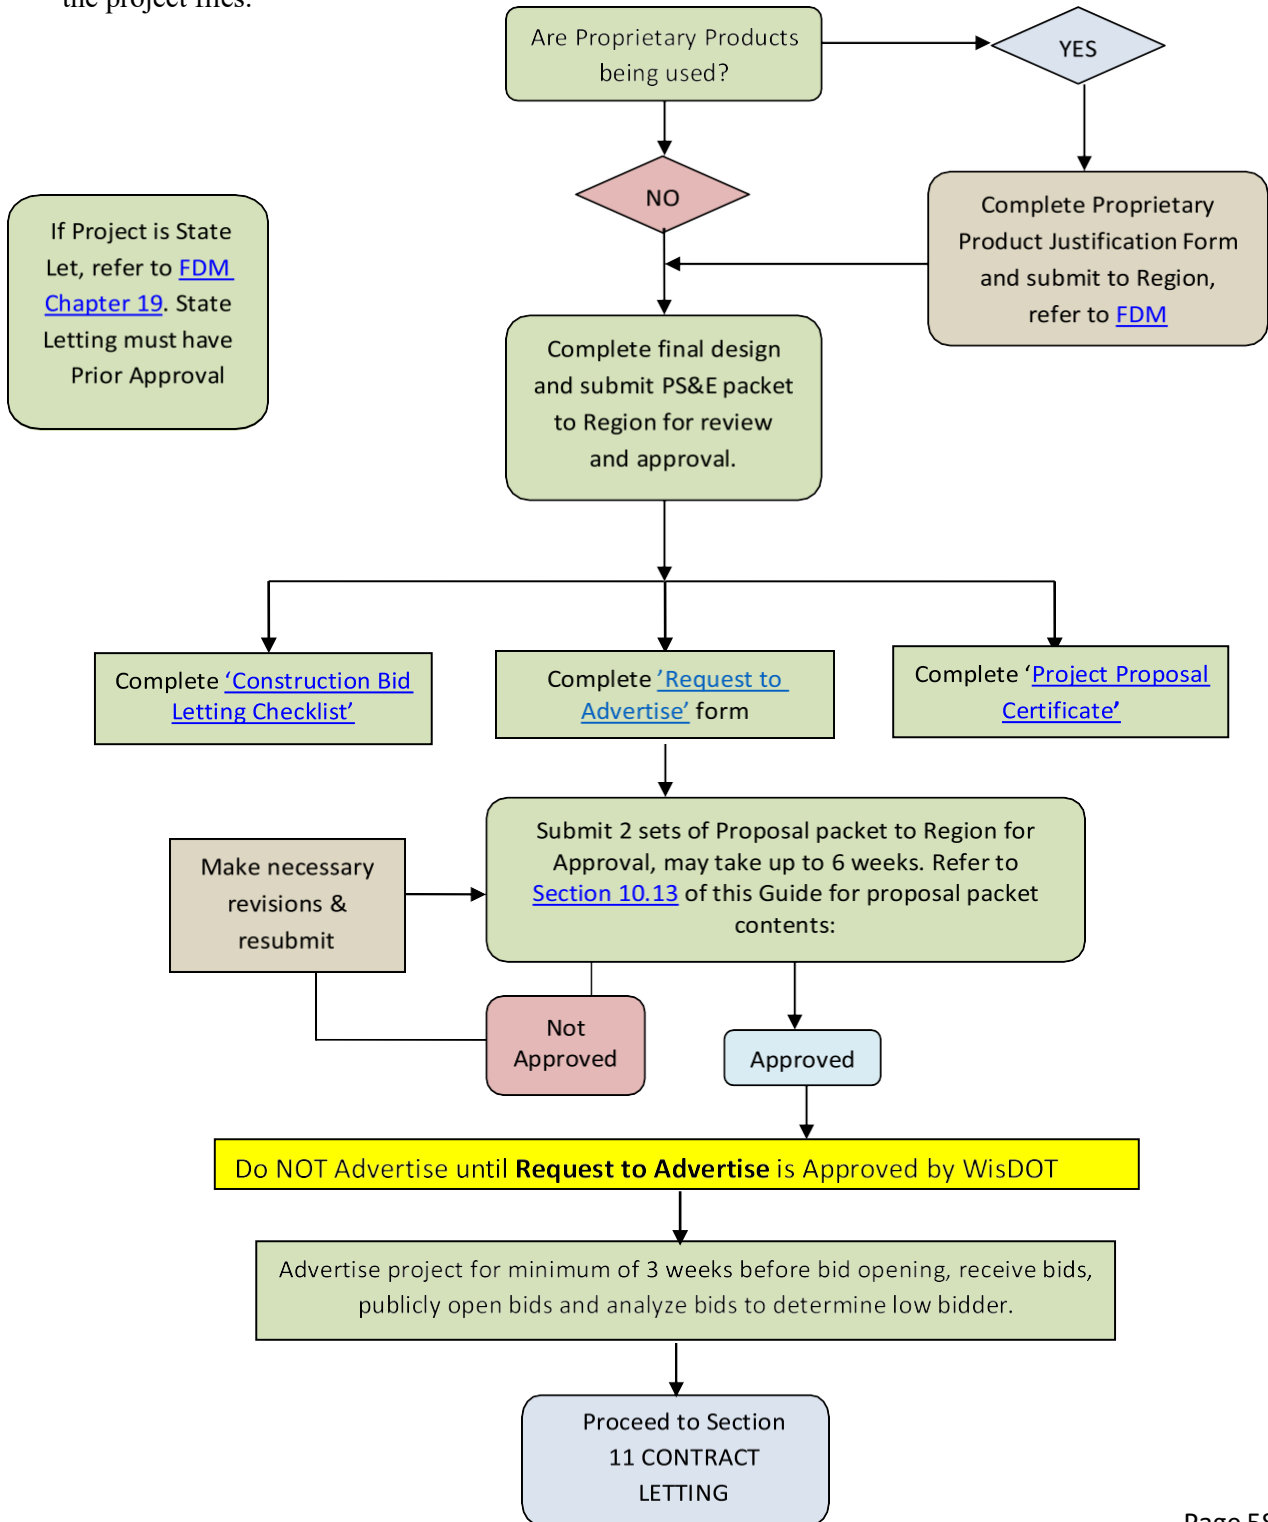 the project files.
Are Proprietary Products
being used?
YES
NO
If Project is State
Let, refer to FDM
Chapter 19. State
Letting must have
Prior Approval
Complete Proprietary
Product Justification Form
and submit to Region,
refer to FDM
Complete final design
and submit PS&E packet
to Region for review
and approval.
Complete ‘Construction Bid
Letting Checklist’
Complete ’Request to
Advertise’ form
Complete ‘Project Proposal
Certificate’
Submit 2 sets of Proposal packet to Region for
Approval, may take up to 6 weeks. Refer to
Section 10.13 of this Guide for proposal packet
contents:
Make necessary
revisions &
resubmit
Not
Approved
Approved
Do NOT Advertise until Request to Advertise is Approved by WisDOT
Advertise project for minimum of 3 weeks before bid opening, receive bids,
publicly open bids and analyze bids to determine low bidder.
Proceed to Section
11 CONTRACT
LETTING
Page